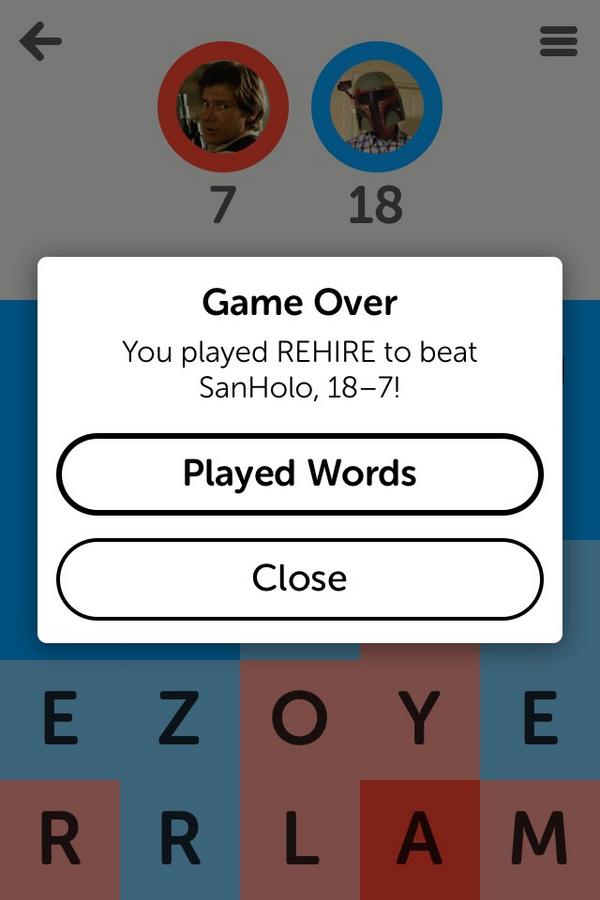 7 18
Game Over
You played REHIRE to beat
SanHolo, 18–7!
Played Words
Close
E Z O Y E
R R L A M